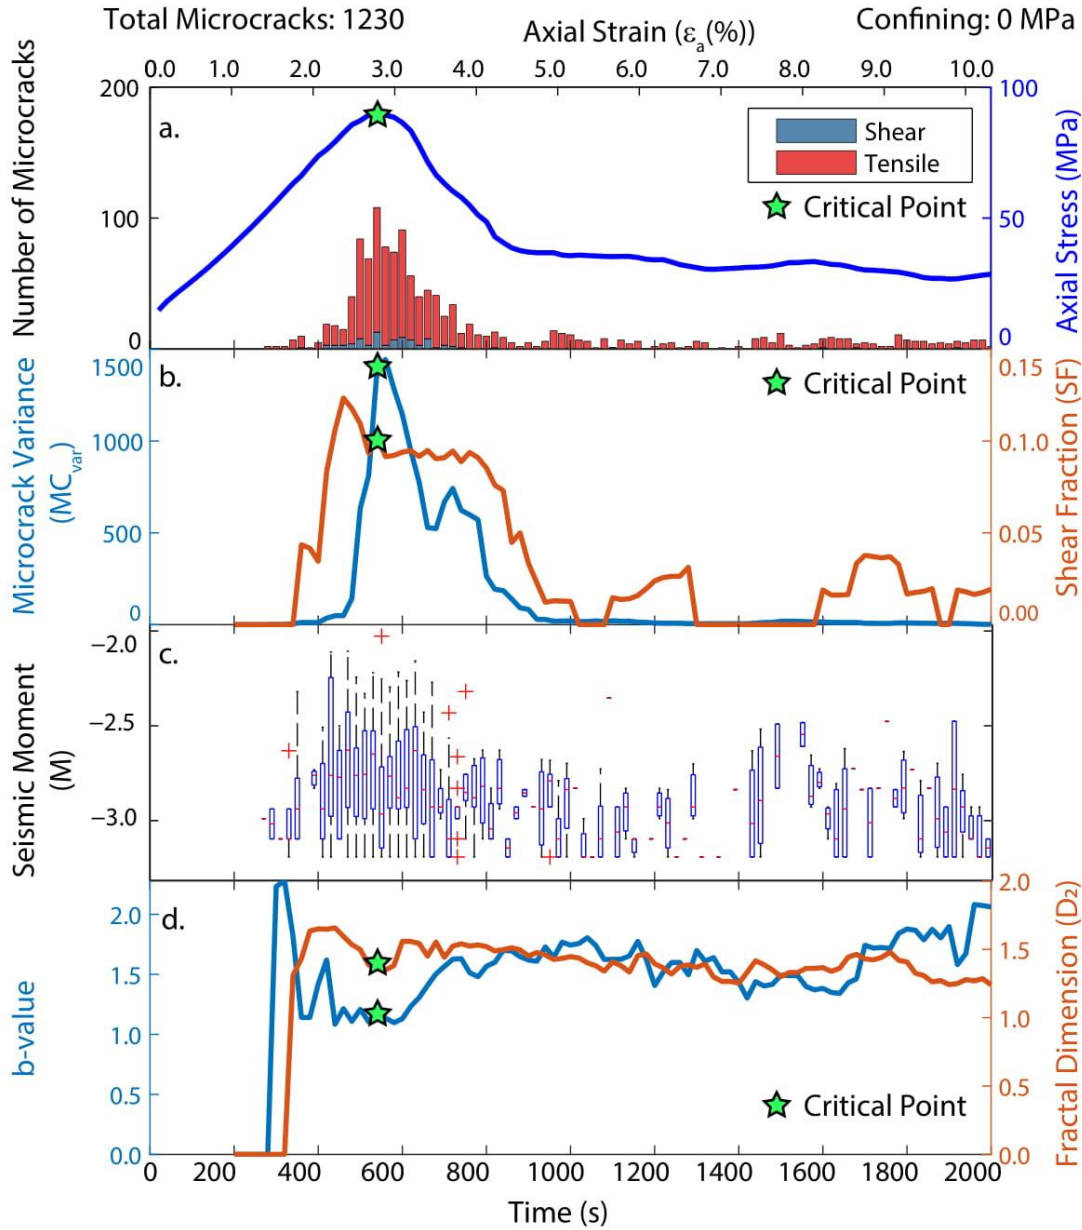 Total Microcracks: 1230
Confining: 0 MPa
Axial Strain (εa(%))
0.0 1.0 2.0 3.0 4.0 5.0 6.0 7.0 8.0 9.0 10.0
Number of Microcracks
200
100
0
a.
Shear
Tensile
Critical Point
100
50
0
Axial Stress (MPa)
Microcrack Variance
(MCvar)
1500
1000
500
0
b.
Critical Point
0.15
0.1.0
0.05
0.00
Shear Fraction (SF)
Seismic Moment
(M)
−2.0
−2.5
−3.0
c.
b-value
2.0
1.5
1.0
0.5
0.0
d.
Critical Point
2.0
1.5
1.0
0.5
0.0
Fractal Dimension (D2)
0 200 400 600 800 1000 1200 1400 1600 1800 2000
Time (s)